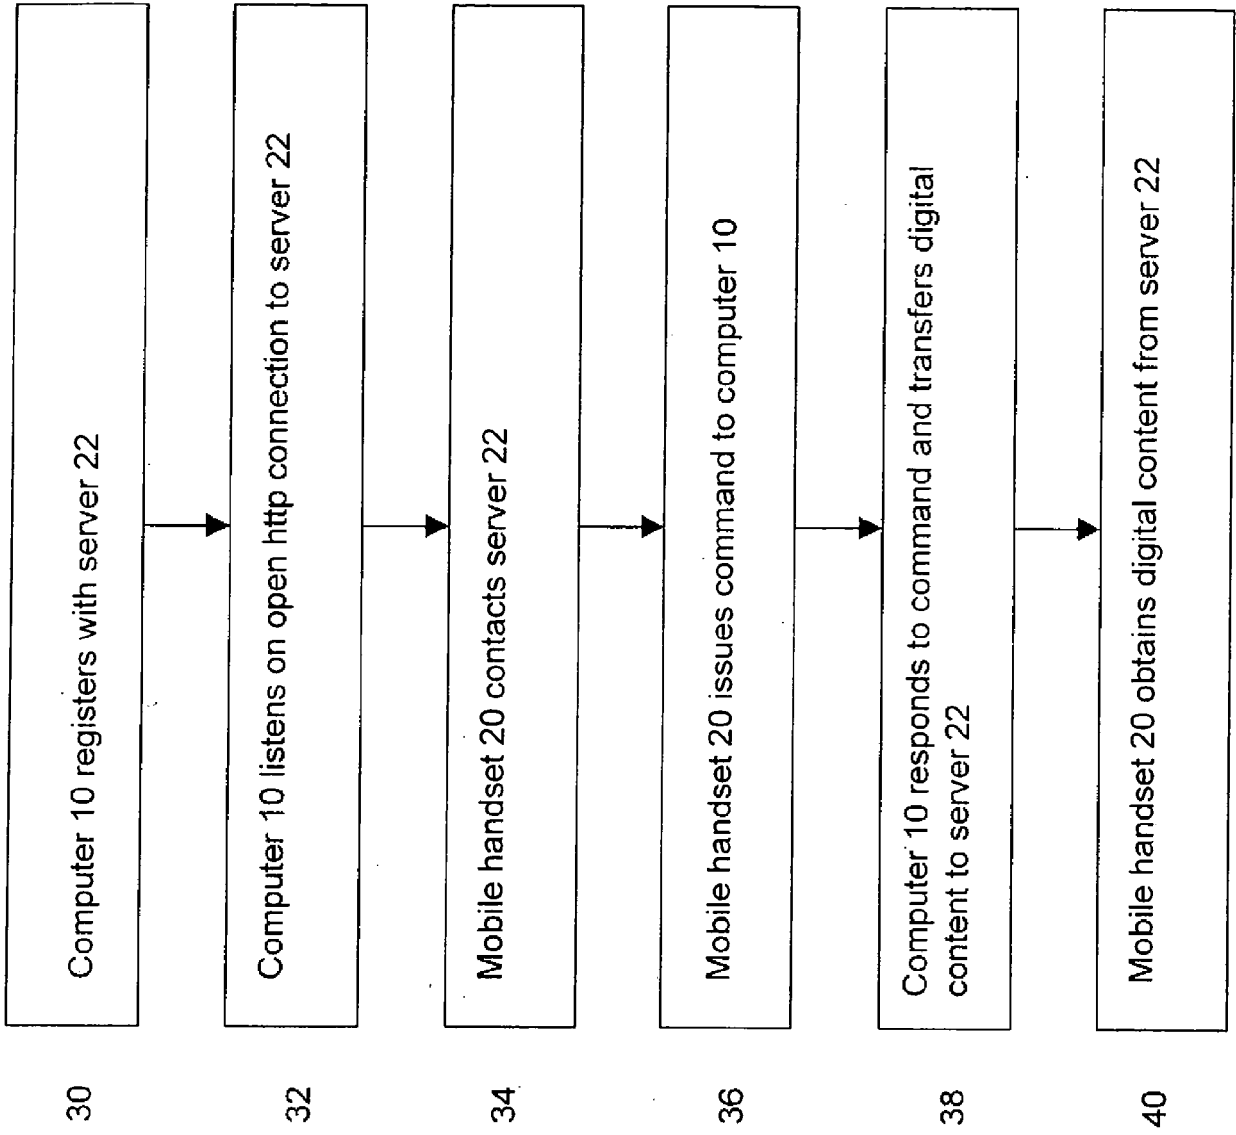 30
Computer 10 registers with server 22
32
Computer 10 listens on open http connection to server 22
34
Mobile handset 20 contacts server 22
36
Mobile handset 20 issues command to computer 10
38
Computer 10 responds to command and transfers digital
content to server 22
40
Mobile handset 20 obtains digital content from server 22